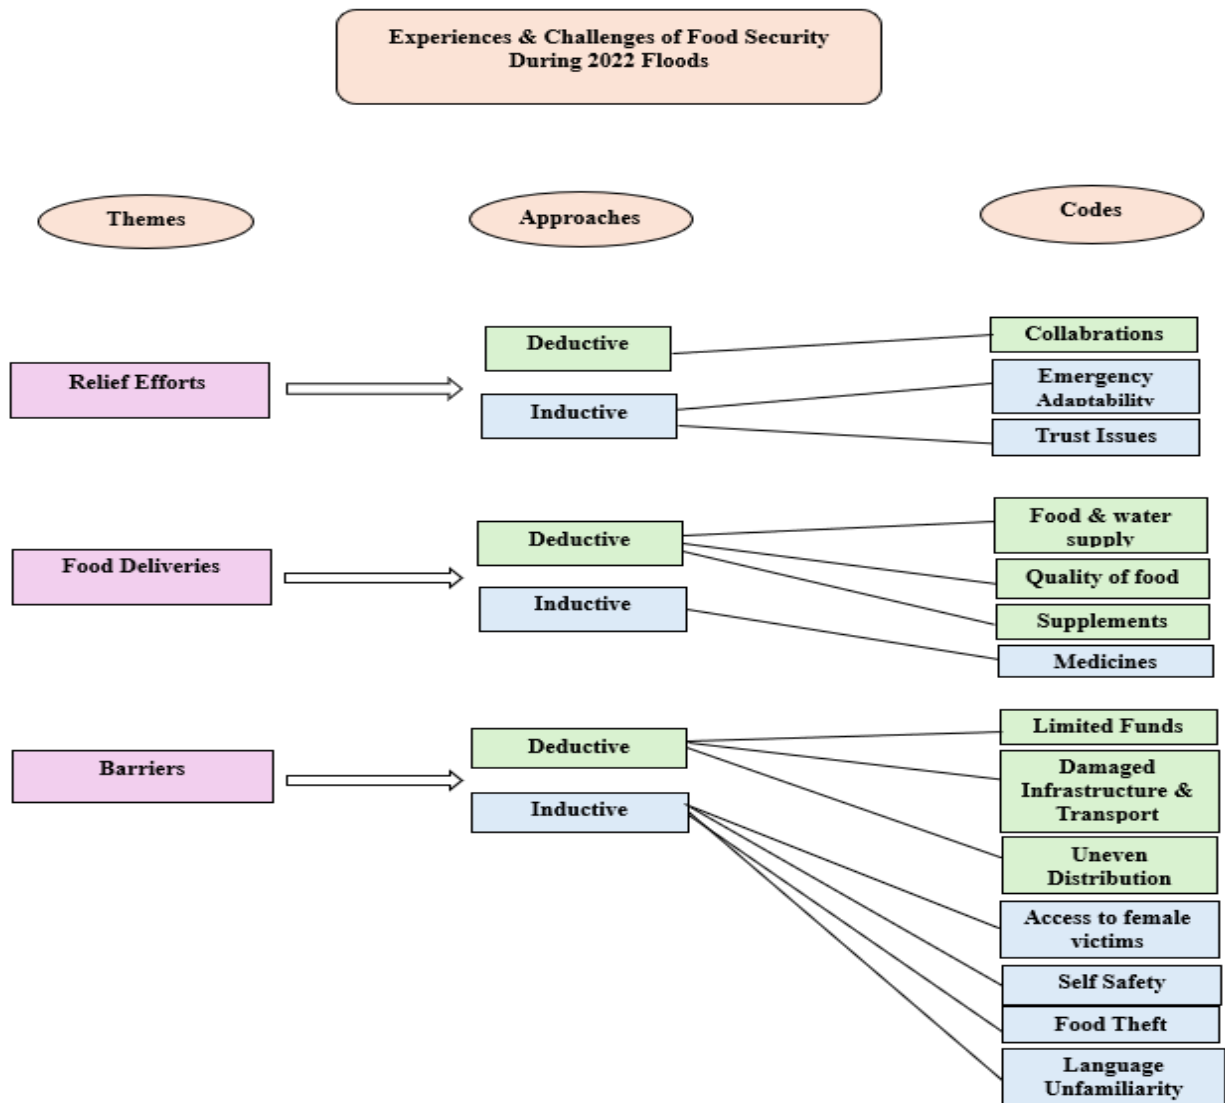 Experiences & Challenges of Food Security
During 2022 Floods
Themes
Approaches
Codes
Relief Efforts
Deductive
Inductive
Collabrations
Emergency
Adaptability
Trust Issues
Food Deliveries
Deductive
Inductive
Food & water
supply
Quality of food
Supplements
Medicines
Barriers
Deductive
Inductive
Limited Funds
Damaged
Infrastructure &
Transport
Uneven
Distribution
Access to female
victims
Self Safety
Food Theft
Language
Unfamiliarity